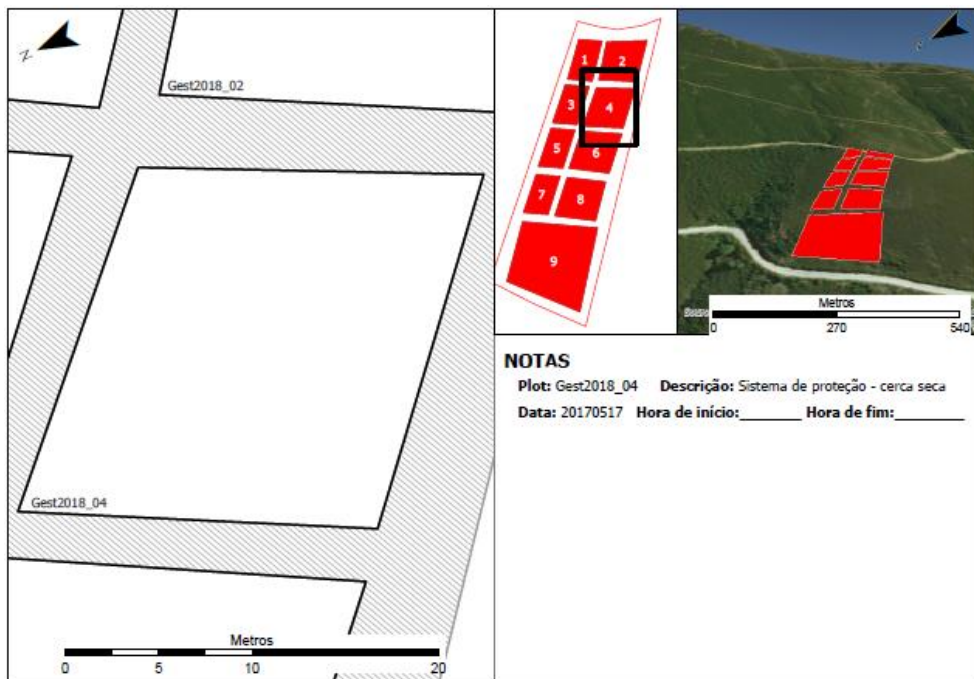 N
Gest2018_02
Gest2018_04
Metros
0 5 10 20
1 2
3 4
5 6
7 8
9
Metros
0 270 540
NOTAS
Plot: Gest2018_04 Descrição: Sistema de proteção - cerca seca
Data: 20170517 Hora de início:________ Hora de fim:_________